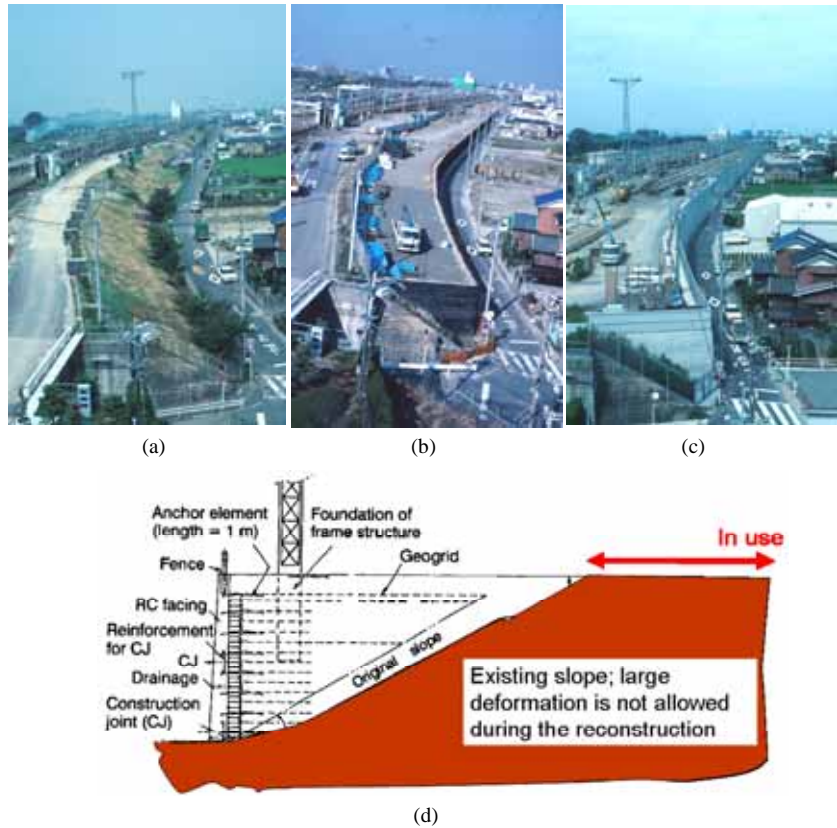 (a)
(b)
(c)
Anchor element
(length = 1 m)
Foundation of
frame structure
Geogrid
In use
Fence
RC facing
Reinforcement
for CJ
CJ
Drainage
Construction
joint (CJ)
Original slope
Existing slope; large
deformation is not allowed
during the reconstruction
(d)